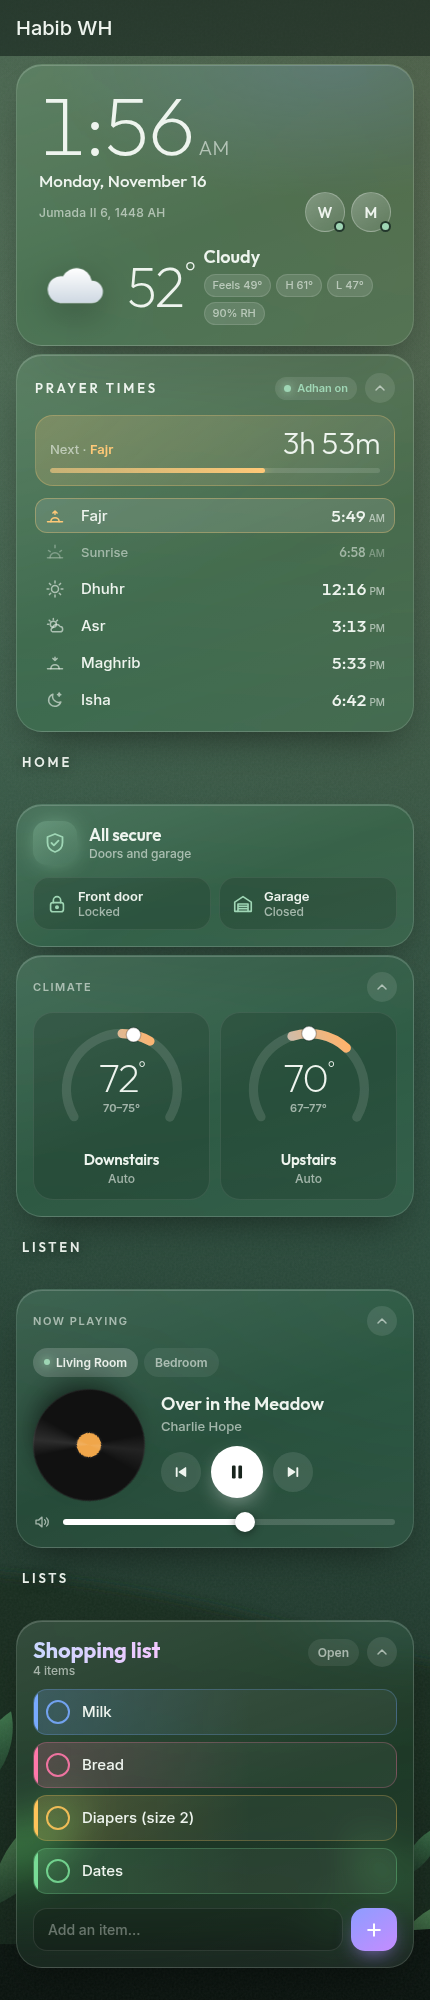 Habib WH
1:56 AM
Monday, November 16
Jumada II 6, 1448 AH
W M
52° Cloudy
Feels 49° H 61° L 47°
90% RH
PRAYER TIMES Adhan on
Next · Fajr 3h 53m
Fajr 5:49 AM
Sunrise 6:58 AM
Dhuhr 12:16 PM
Asr 3:13 PM
Maghrib 5:33 PM
Isha 6:42 PM
HOME
All secure
Doors and garage
Front door
Locked
Garage
Closed
CLIMATE
72°
70–75°
Downstairs
Auto
70°
67–77°
Upstairs
Auto
LISTEN
NOW PLAYING
Living Room Bedroom
Over in the Meadow
Charlie Hope
LISTS
Shopping list Open
4 items
Milk
Bread
Diapers (size 2)
Dates
Add an item...